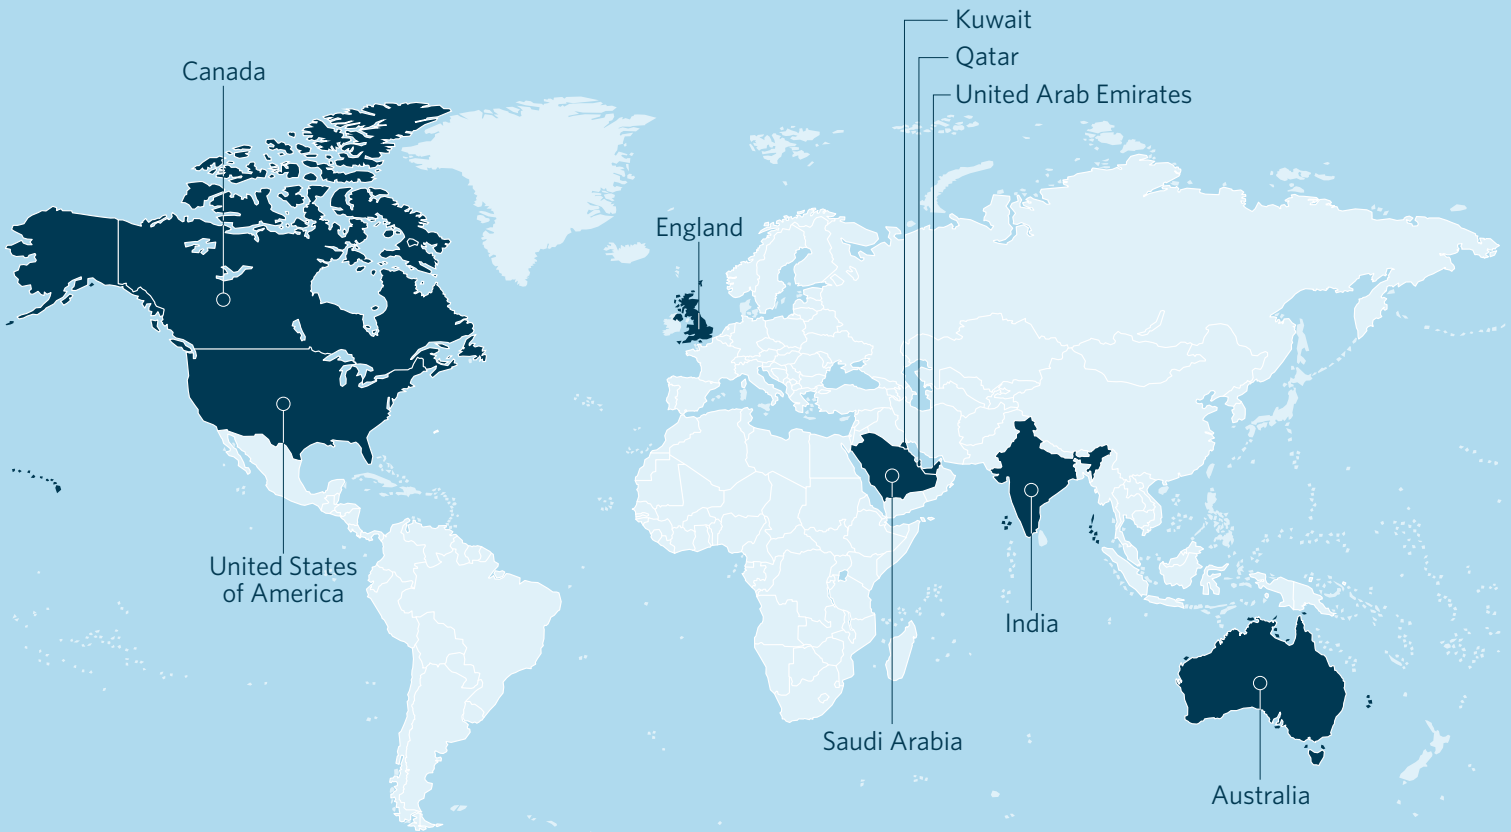 Kuwait
Qatar
Canada
United Arab Emirates
England
United States
of America
India
Saudi Arabia
Australia